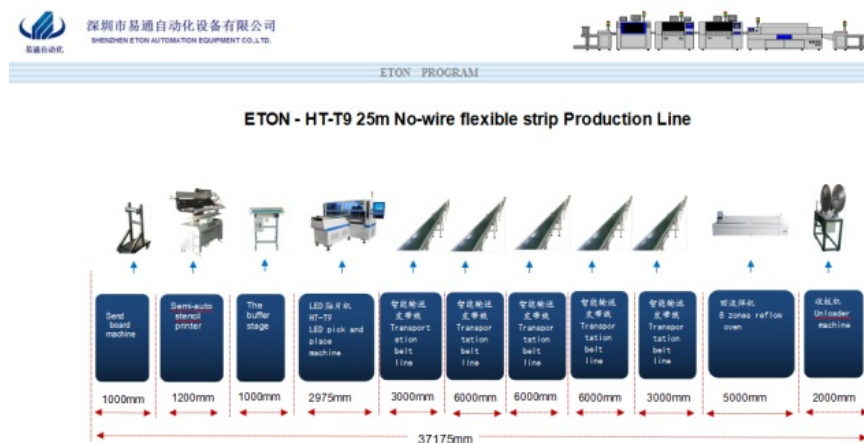 深圳市易通自动化设备有限公司
SHENZHEN ETON AUTOMATION EQUIPMENT CO.,LTD.
易通自动化
ETON PROGRAM
ETON - HT-T9 25m No-wire flexible strip Production Line
Send
board
machine
Semi-auto
stencil
printer
The
buffer
stage
LED贴片机
HT-T9
LED pick and
place
machine
智能输送
皮带线
Transport
ation
belt
line
智能输送
皮带线
Transpor
tation
belt
line
智能输送
皮带线
Transpor
tation
belt
line
智能输送
皮带线
Transpor
tation
belt
line
智能输送
皮带线
Transpor
tation
belt
line
回流焊机
8 zones reflow
oven
收板机
Unloader
machine
1000mm
1200mm
1000mm
2975mm
3000mm
6000mm
6000mm
6000mm
3000mm
5000mm
2000mm
37175mm